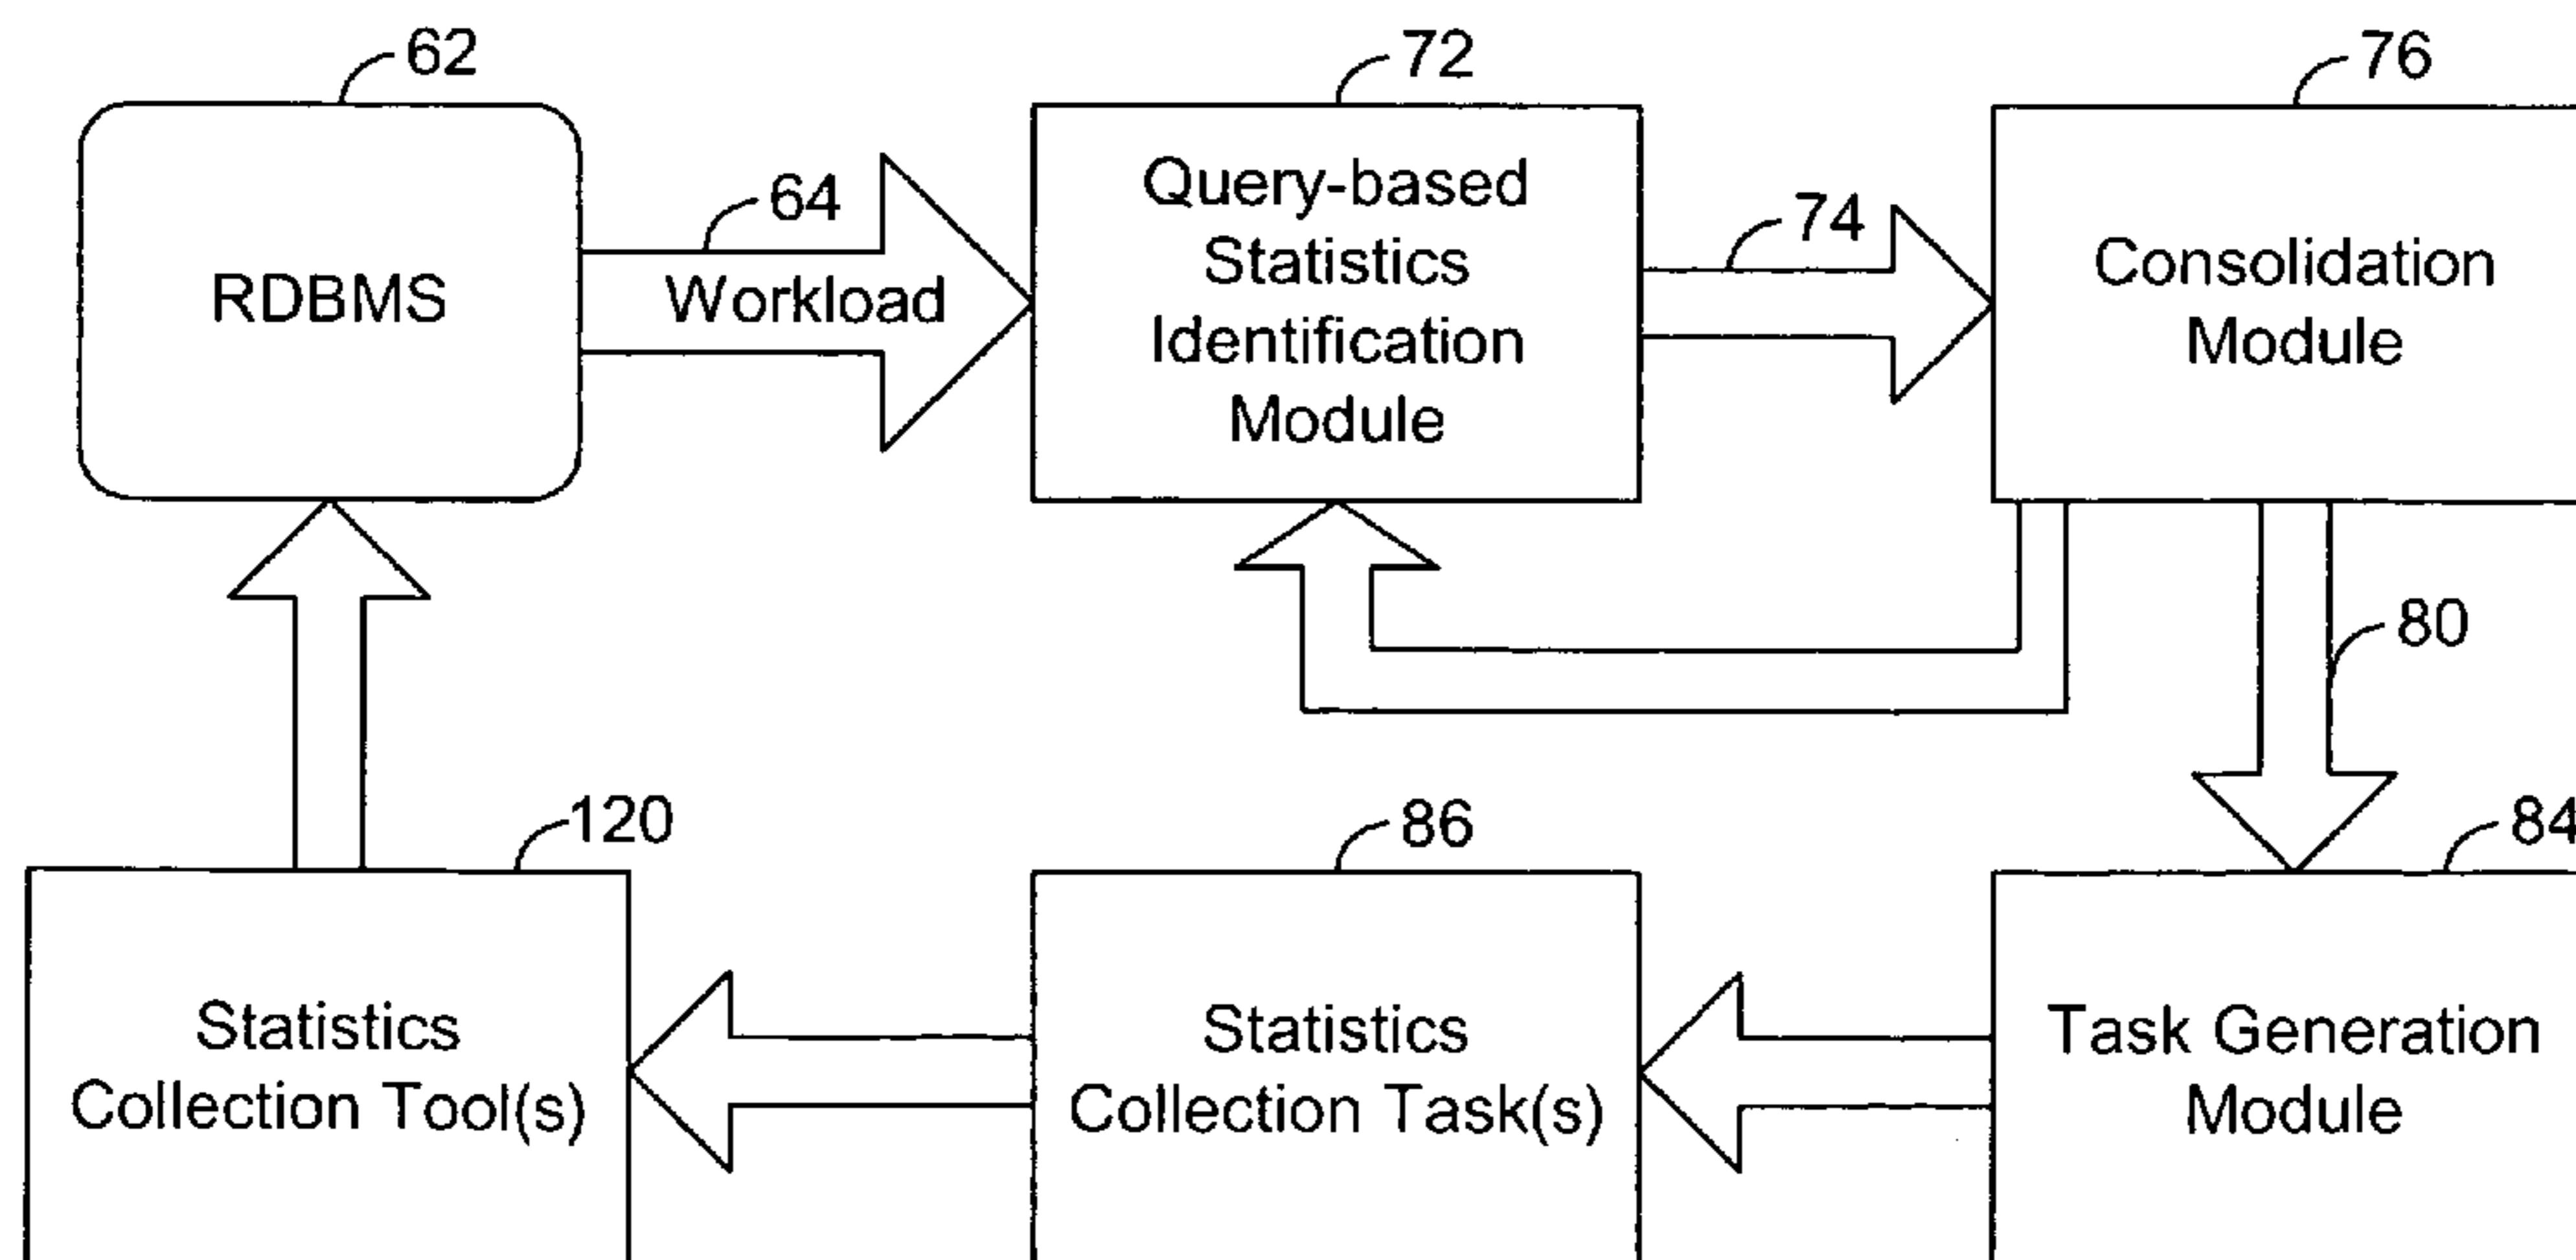 62
72
76
64
74
RDBMS
Workload
Query-based
Statistics
Identification
Module
Consolidation
Module
80
120
86
84
Statistics
Collection Tool(s)
Statistics
Collection Task(s)
Task Generation
Module